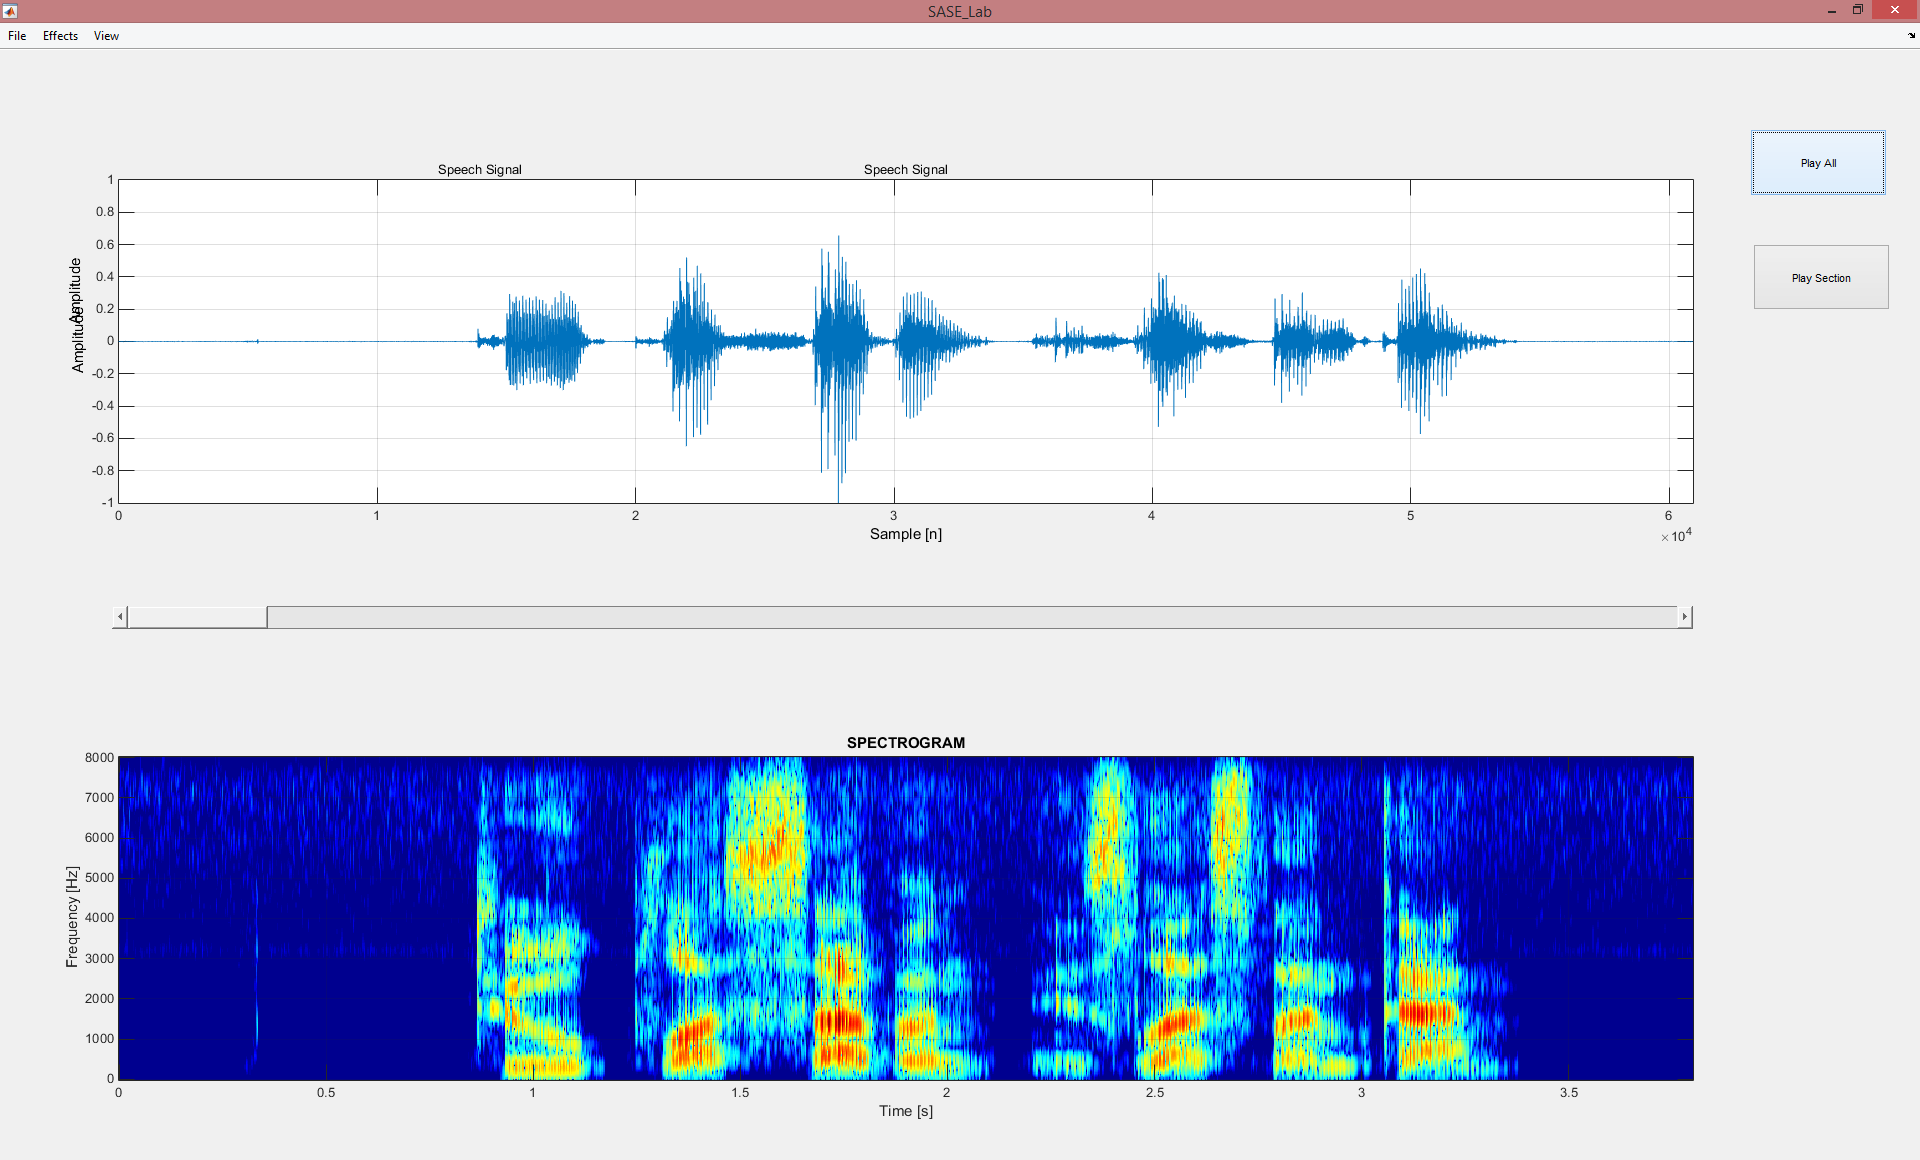 SASE_Lab
File Effects View
Speech Signal Speech Signal
Play All
Play Section
1
0.8
0.6
0.4
0.2
0
-0.2
-0.4
-0.6
-0.8
-1
Amplitude
Amplitude
0 1 2 3 4 5 6
×10⁴
Sample [n]
SPECTROGRAM
8000
7000
6000
5000
4000
3000
2000
1000
0
Frequency [Hz]
0 0.5 1 1.5 2 2.5 3 3.5
Time [s]